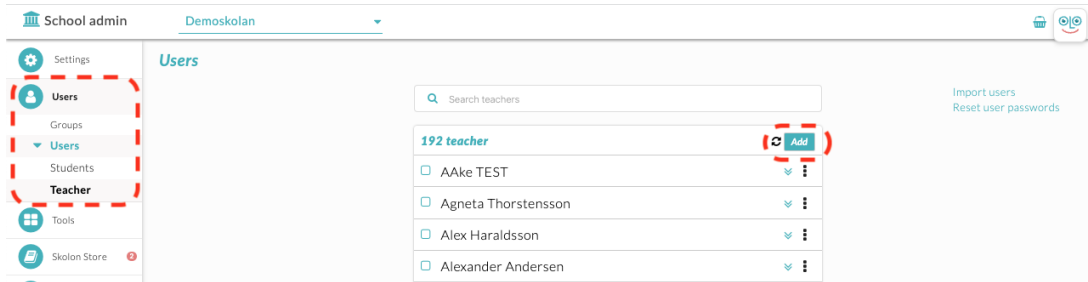 School admin
Demoskolan
Settings
Users
Groups
Users
Students
Teacher
Tools
Skolon Store 2
Users
Search teachers
Import users
Reset user passwords
192 teacher
Add
AAke TEST
Agneta Thorstensson
Alex Haraldsson
Alexander Andersen